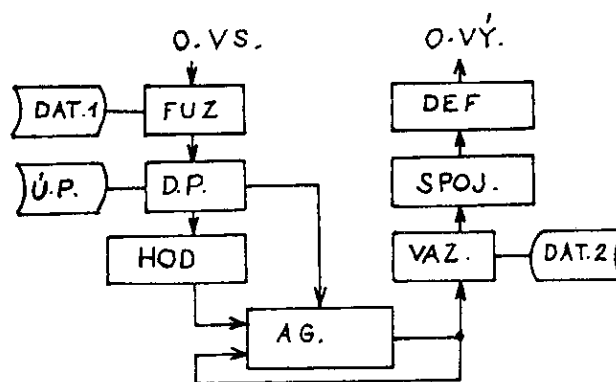 O.VS.
DAT.1
FUZ
Ú.P.
D.P.
HOD
AG.
O.VÝ.
DEF
SPOJ.
VAZ.
DAT.2